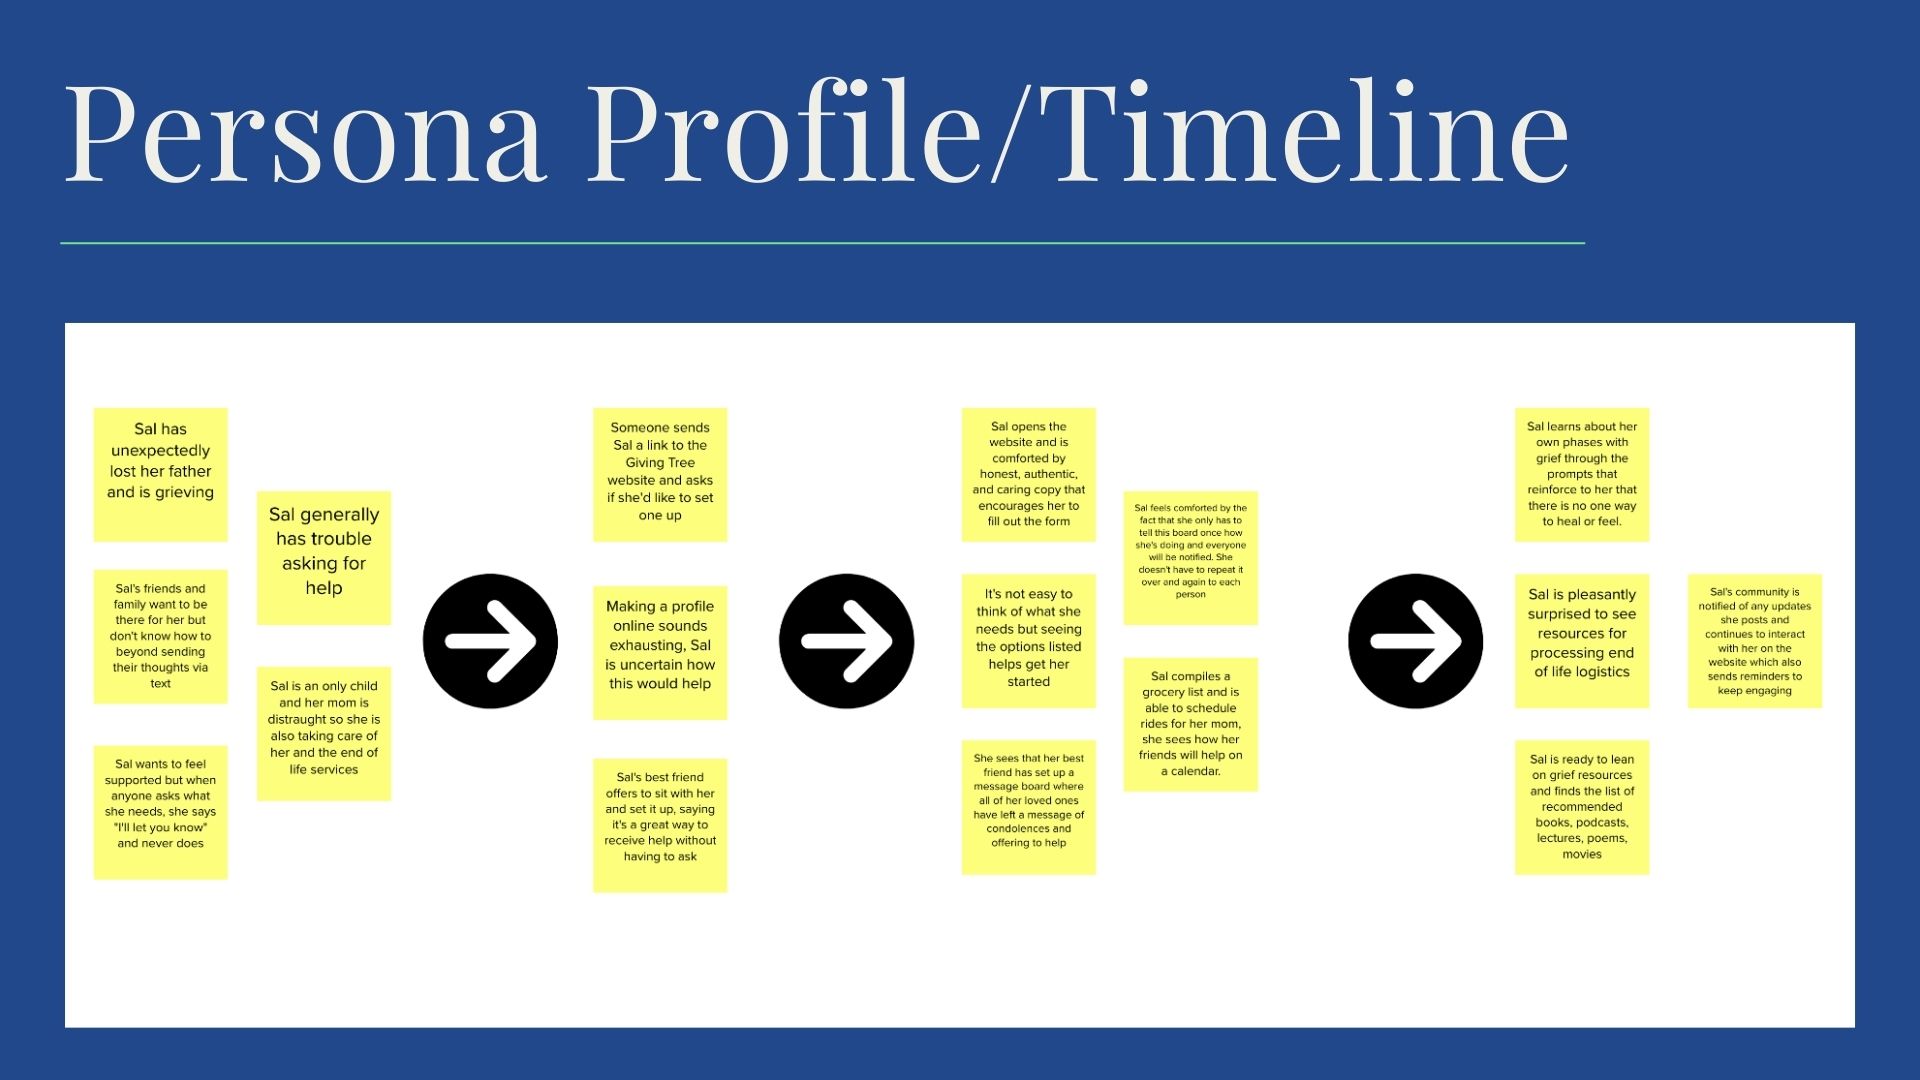 Persona Profile/Timeline
Sal has
unexpectedly
lost her father
and is grieving
Sal's friends and
family want to be
there for her but
don't know how to
beyond sending
their thoughts via
text
Sal wants to feel
supported but when
anyone asks what
she needs, she says
"I'll let you know"
and never does
Sal generally
has trouble
asking for
help
Sal is an only child
and her mom is
distraught so she is
also taking care of
her and the end of
life services
Someone sends
Sal a link to the
Giving Tree
website and asks
if she'd like to set
one up
Making a profile
online sounds
exhausting, Sal
is uncertain how
this would help
Sal's best friend
offers to sit with her
and set it up, saying
it's a great way to
receive help without
having to ask
Sal opens the
website and is
comforted by
honest, authentic,
and caring copy that
encourages her to
fill out the form
It's not easy to
think of what she
needs but seeing
the options listed
helps get her
started
She sees that her best
friend has set up a
message board where
all of her loved ones
have left a message of
condolences and
offering to help
Sal feels comforted by the
fact that she only has to
tell this board once how
she's doing and everyone
will be notified. She
doesn't have to repeat it
over and again to each
person
Sal compiles a
grocery list and is
able to schedule
rides for her mom,
she sees how her
friends will help on
a calendar.
Sal learns about her
own phases with
grief through the
prompts that
reinforce to her that
there is no one way
to heal or feel.
Sal is pleasantly
surprised to see
resources for
processing end
of life logistics
Sal is ready to lean
on grief resources
and finds the list of
recommended
books, podcasts,
lectures, poems,
movies
Sal's community is
notified of any updates
she posts and
continues to interact
with her on the
website which also
sends reminders to
keep engaging